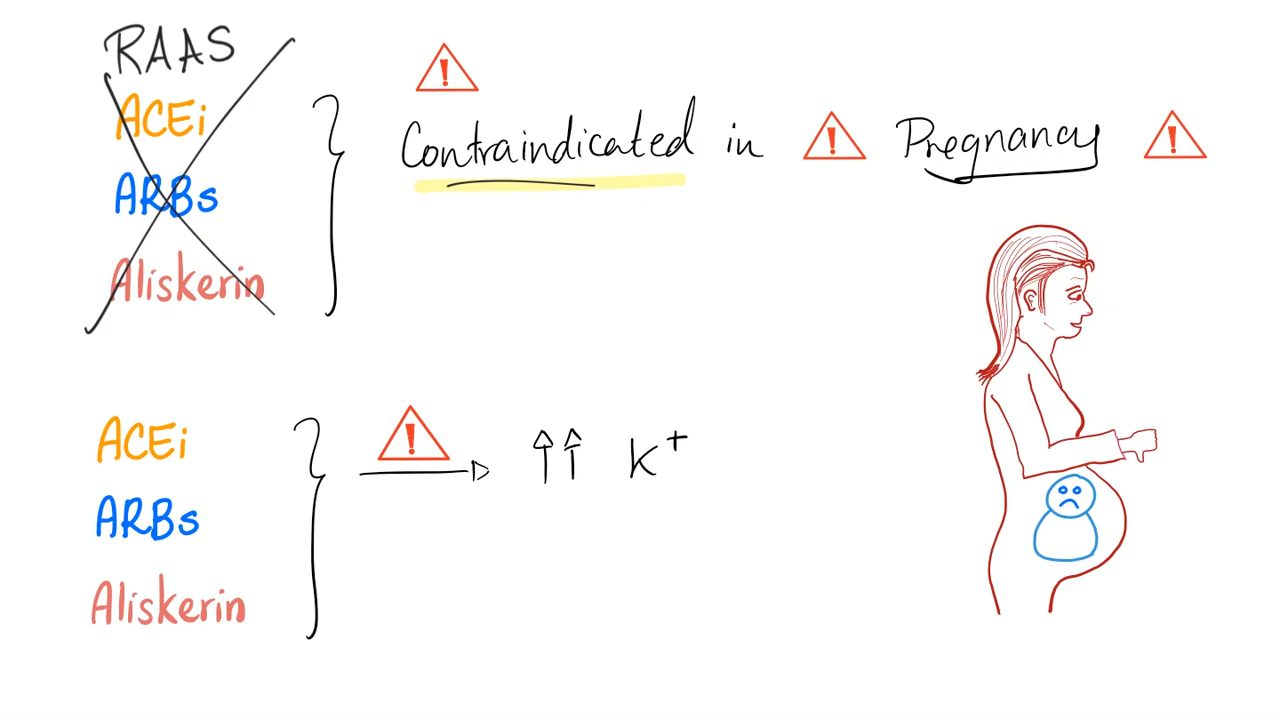 RAAS
ACEi
ARBs
Aliskerin
! Contraindicated in ! Pregnancy !
ACEi
ARBs
Aliskerin
! ↑↑ K+